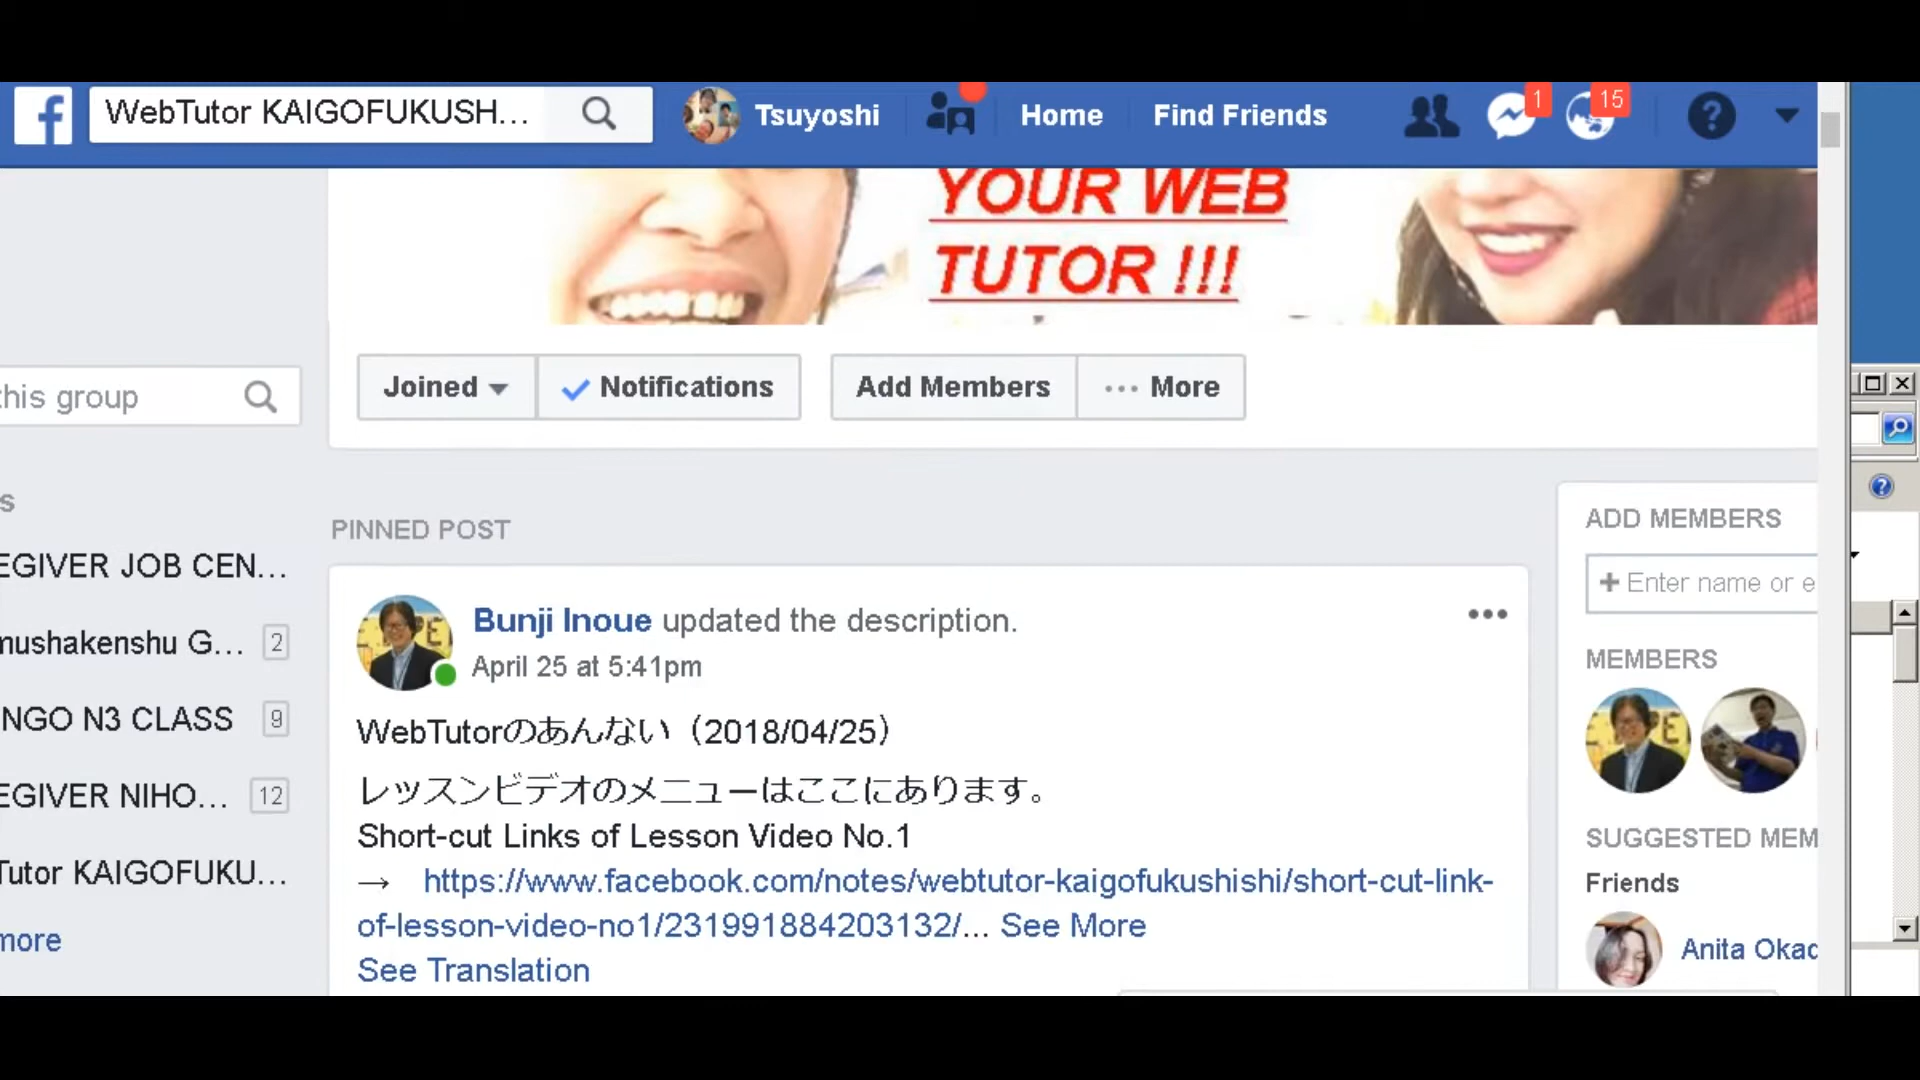 WebTutor KAIGOFUKUSH...
Tsuyoshi
Home
Find Friends
1
15
YOUR WEB
TUTOR !!!
this group
Joined
Notifications
Add Members
More
s
EGIVER JOB CEN...
mushakenshu G...
2
NGO N3 CLASS
9
EGIVER NIHO...
12
Tutor KAIGOFUKU...
more
PINNED POST
Bunji Inoue updated the description.
April 25 at 5:41pm
WebTutorのあんない（2018/04/25）
レッスンビデオのメニューはここにあります。
Short-cut Links of Lesson Video No.1
→ https://www.facebook.com/notes/webtutor-kaigofukushishi/short-cut-link-
of-lesson-video-no1/231991884203132/... See More
See Translation
ADD MEMBERS
+ Enter name or e
MEMBERS
SUGGESTED MEM
Friends
Anita Okad